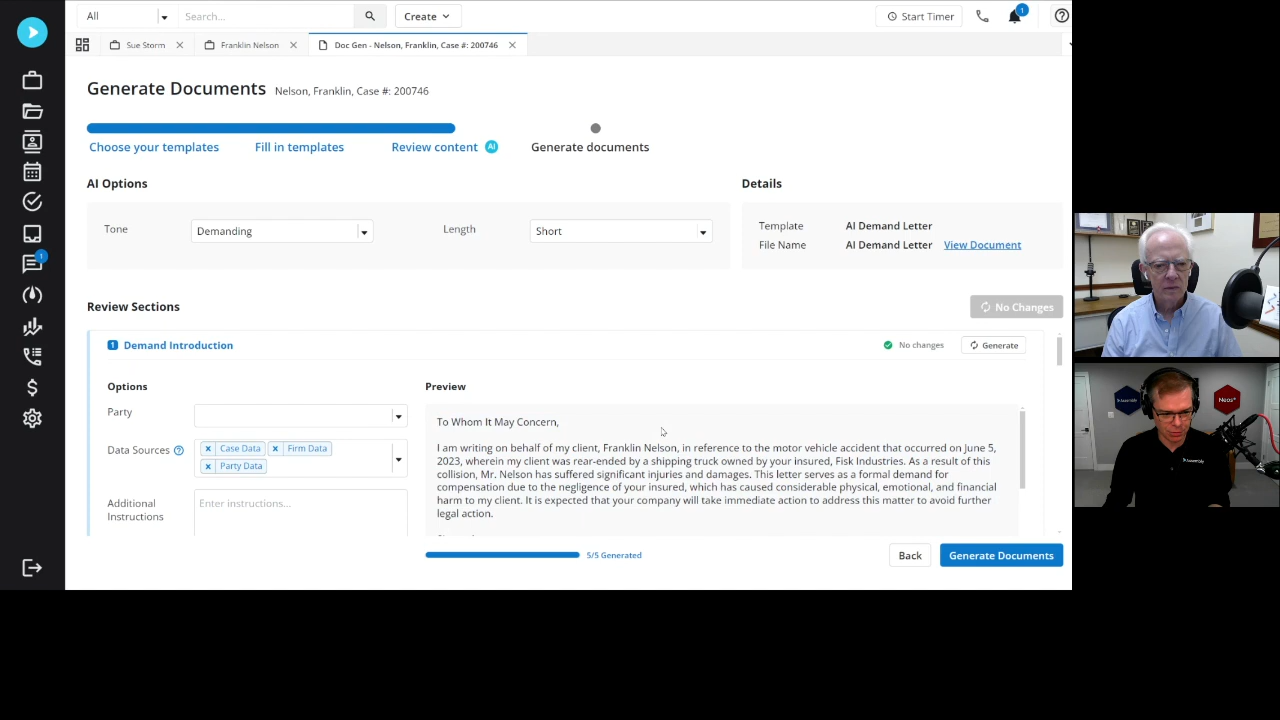 All
Search...
Create
Start Timer
1
Sue Storm
Franklin Nelson
Doc Gen - Nelson, Franklin, Case #: 200746
Generate Documents Nelson, Franklin, Case #: 200746
Choose your templates
Fill in templates
Review content AI
Generate documents
AI Options
Details
Tone
Demanding
Length
Short
Template AI Demand Letter
File Name AI Demand Letter View Document
1
Review Sections
No Changes
1 Demand Introduction
No changes
Generate
Options
Preview
Party
Data Sources
Case Data
Firm Data
Party Data
Additional
Instructions
Enter instructions...
To Whom It May Concern,
I am writing on behalf of my client, Franklin Nelson, in reference to the motor vehicle accident that occurred on June 5,
2023, wherein my client was rear-ended by a shipping truck owned by your insured, Fisk Industries. As a result of this
collision, Mr. Nelson has suffered significant injuries and damages. This letter serves as a formal demand for
compensation due to the negligence of your insured, which has caused considerable physical, emotional, and financial
harm to my client. It is expected that your company will take immediate action to address this matter to avoid further
legal action.
5/5 Generated
Back
Generate Documents
Neos